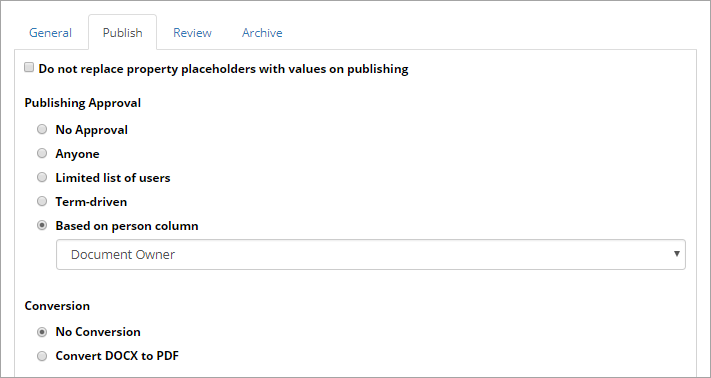 General Publish Review Archive
Do not replace property placeholders with values on publishing
Publishing Approval
No Approval
Anyone
Limited list of users
Term-driven
Based on person column
Document Owner
Conversion
No Conversion
Convert DOCX to PDF